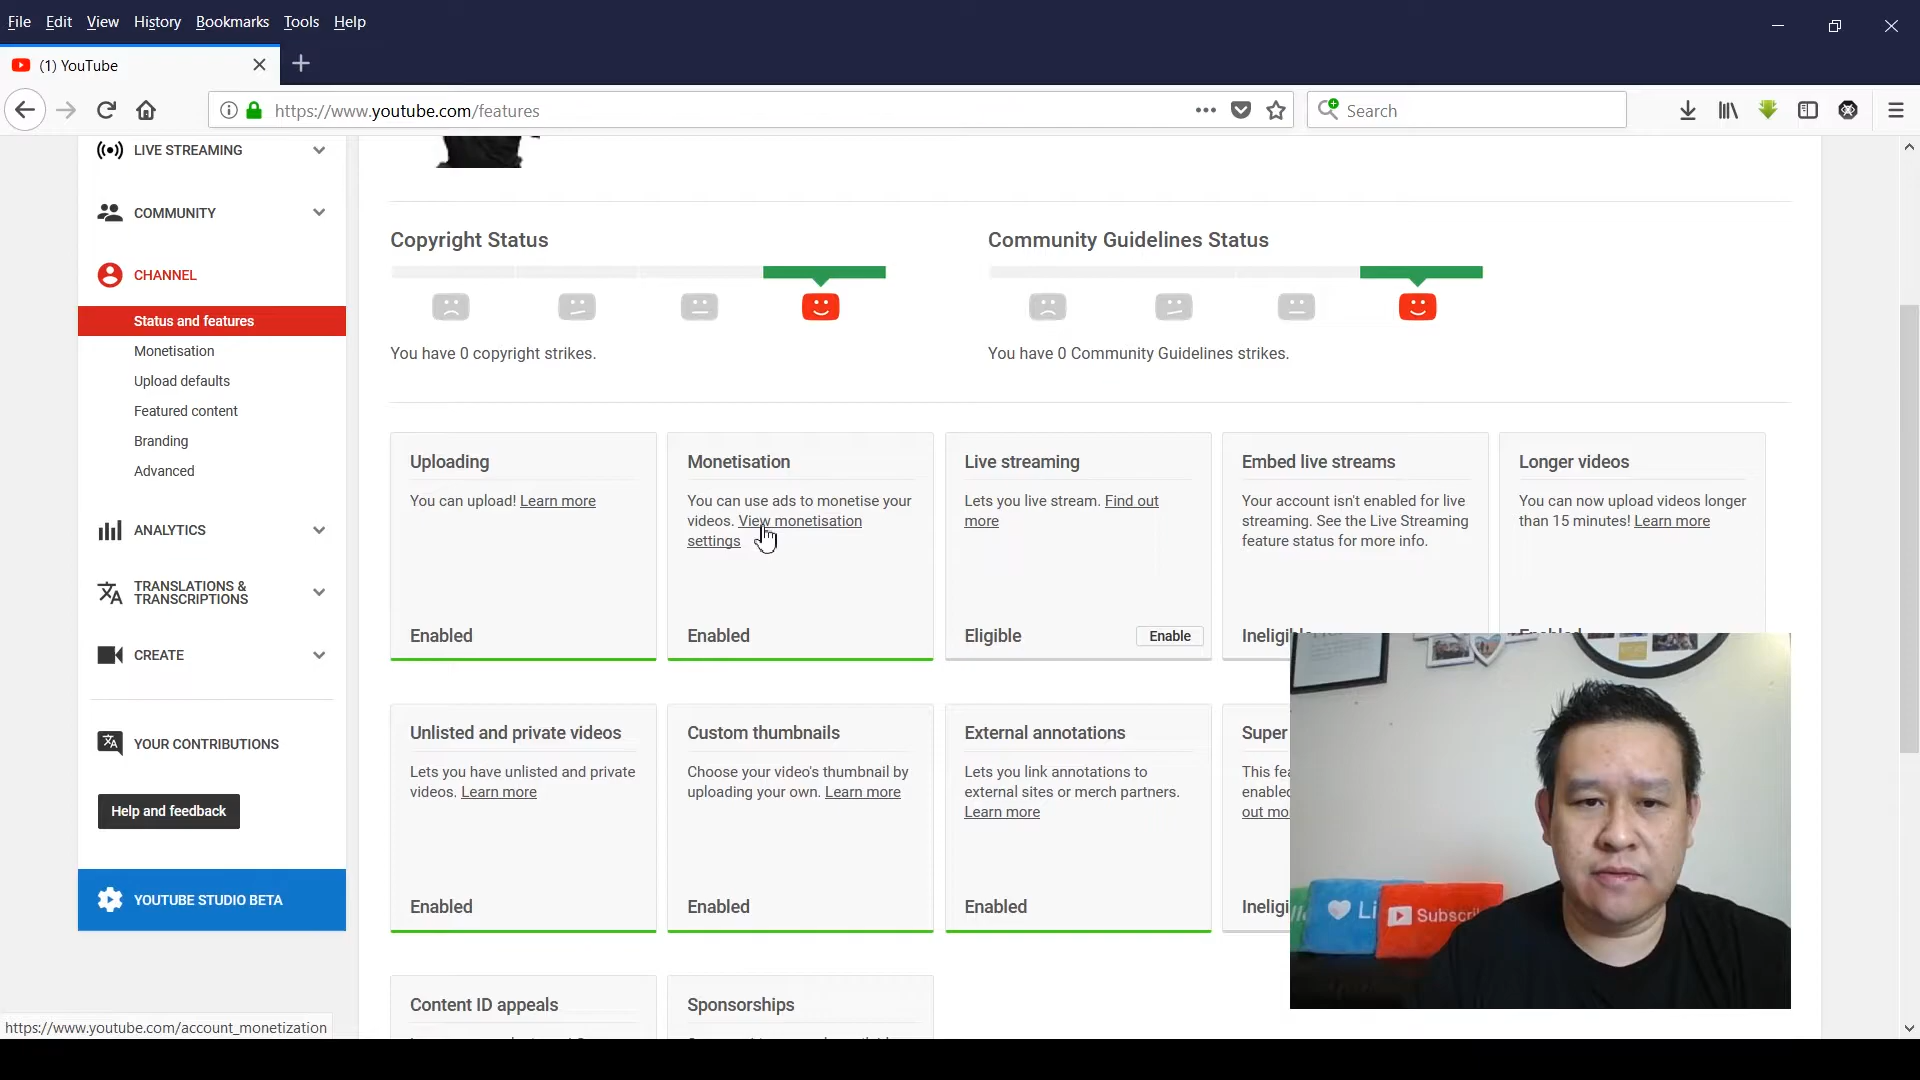 File Edit View History Bookmarks Tools Help
(1) YouTube
https://www.youtube.com/features
Search
LIVE STREAMING
COMMUNITY
CHANNEL
Status and features
Monetisation
Upload defaults
Featured content
Branding
Advanced
ANALYTICS
TRANSLATIONS &
TRANSCRIPTIONS
CREATE
YOUR CONTRIBUTIONS
Help and feedback
YOUTUBE STUDIO BETA
https://www.youtube.com/account_monetization
Copyright Status
You have 0 copyright strikes.
Community Guidelines Status
You have 0 Community Guidelines strikes.
Uploading
You can upload! Learn more
Enabled
Monetisation
You can use ads to monetise your
videos. View monetisation
settings
Enabled
Live streaming
Lets you live stream. Find out
more
Eligible
Enable
Embed live streams
Your account isn't enabled for live
streaming. See the Live Streaming
feature status for more info.
Longer videos
You can now upload videos longer
than 15 minutes! Learn more
Unlisted and private videos
Lets you have unlisted and private
videos. Learn more
Enabled
Custom thumbnails
Choose your video's thumbnail by
uploading your own. Learn more
Enabled
External annotations
Lets you link annotations to
external sites or merch partners.
Learn more
Enabled
Super
This
out
Content ID appeals
Sponsorships